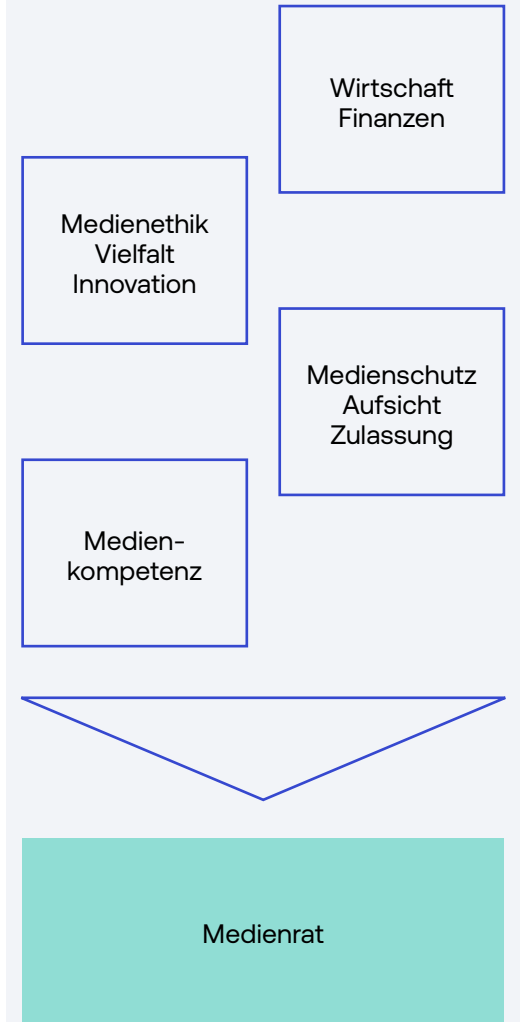 Wirtschaft
Finanzen
Medienethik
Vielfalt
Innovation
Medienschutz
Aufsicht
Zulassung
Medien-
kompetenz
Medienrat